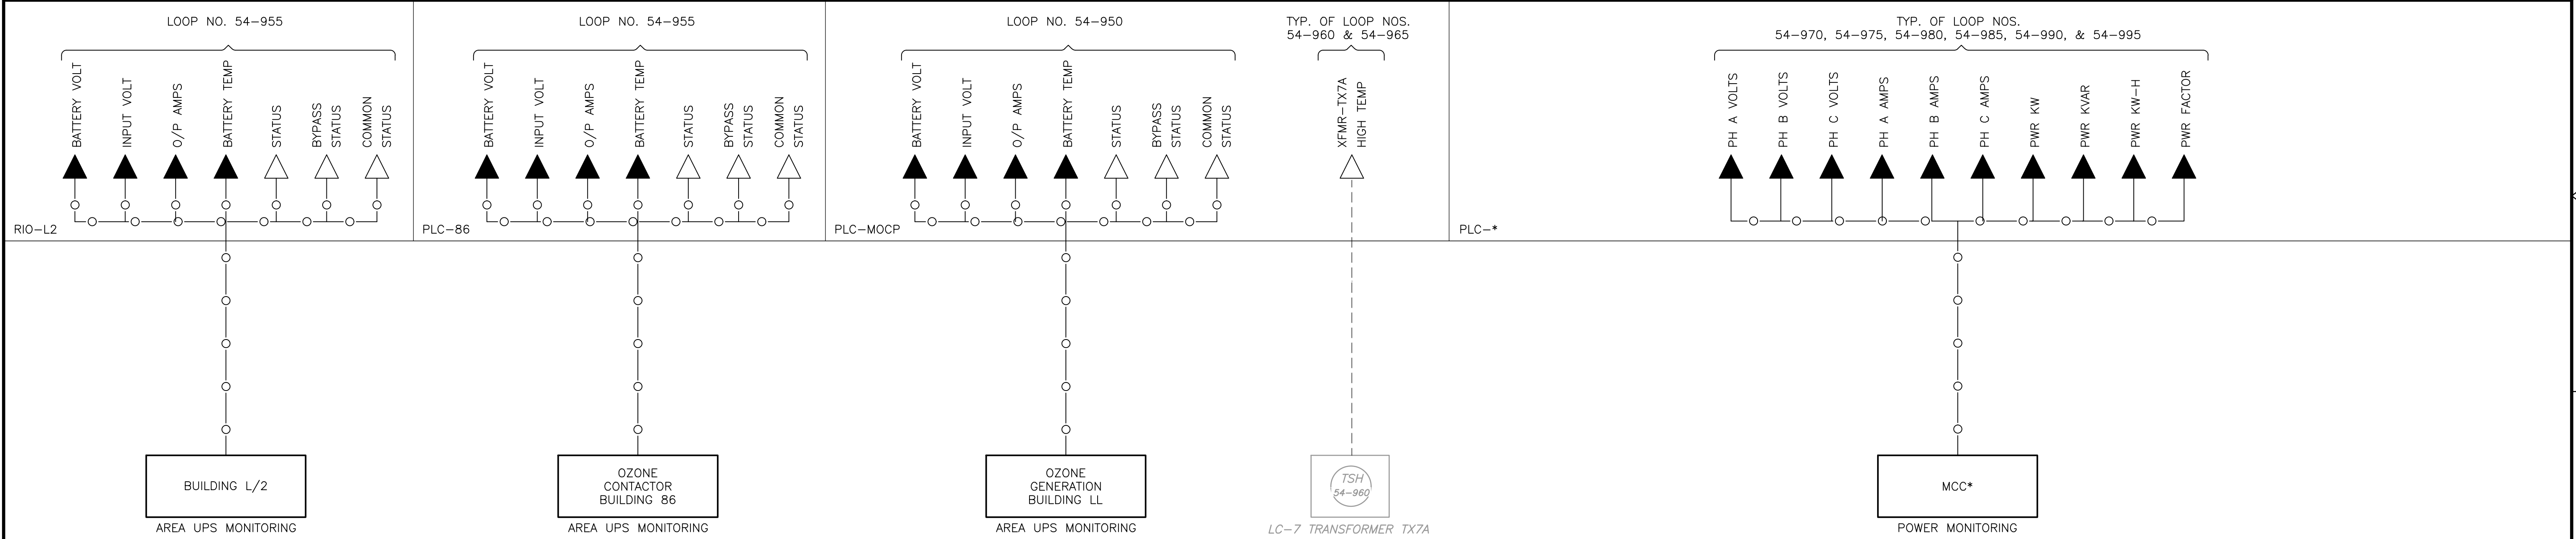 LOOP NO. 54-955
BATTERY VOLT
INPUT VOLT
O/P AMPS
BATTERY TEMP
STATUS
BYPASS
STATUS
COMMON
STATUS
RIO-L2
BUILDING L/2
AREA UPS MONITORING
LOOP NO. 54-955
BATTERY VOLT
INPUT VOLT
O/P AMPS
BATTERY TEMP
STATUS
BYPASS
STATUS
COMMON
STATUS
PLC-86
OZONE
CONTACTOR
BUILDING 86
AREA UPS MONITORING
LOOP NO. 54-950
BATTERY VOLT
INPUT VOLT
O/P AMPS
BATTERY TEMP
STATUS
BYPASS
STATUS
COMMON
STATUS
PLC-MOCP
OZONE
GENERATION
BUILDING LL
AREA UPS MONITORING
TYP. OF LOOP NOS.
54-960 & 54-965
XFMR-TX7A
HIGH TEMP
TSH
54-960
LC-7 TRANSFORMER TX7A
TYP. OF LOOP NOS.
54-970, 54-975, 54-980, 54-985, 54-990, & 54-995
PH A VOLTS
PH B VOLTS
PH C VOLTS
PH A AMPS
PH B AMPS
PH C AMPS
PWR KW
PWR KVAR
PWR KW-H
PWR FACTOR
PLC-*
MCC*
POWER MONITORING